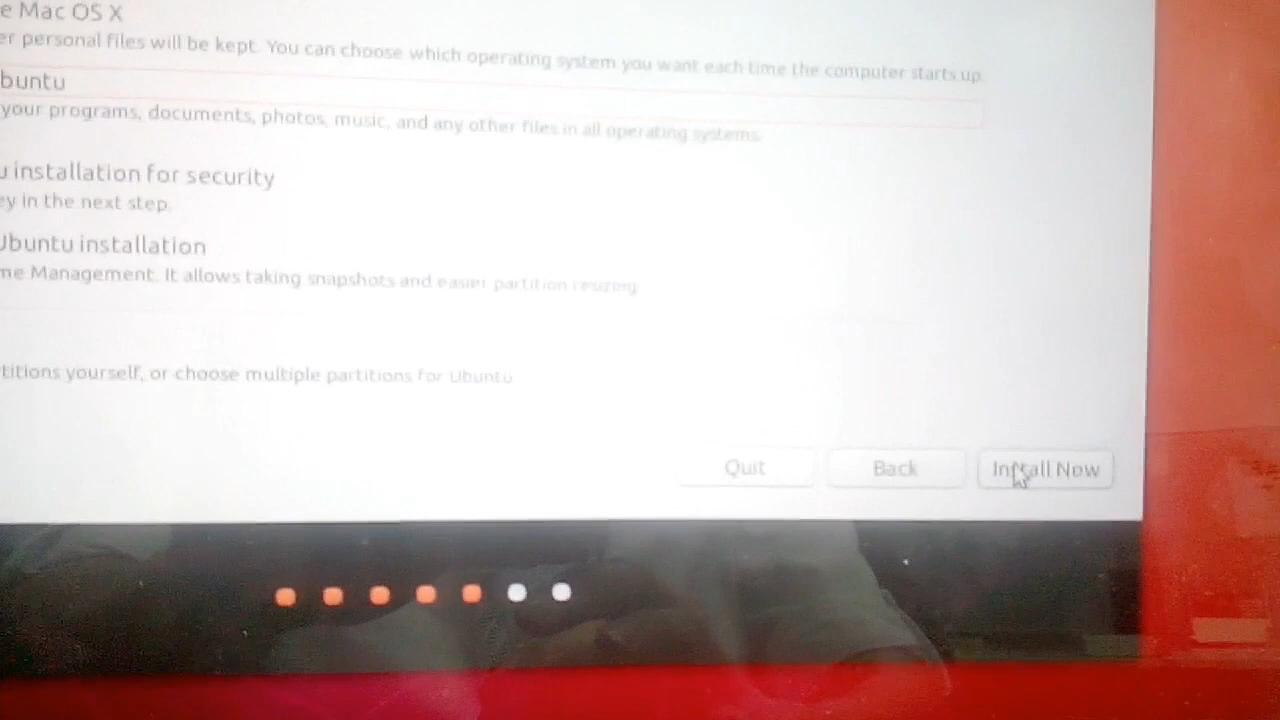 e Mac OS X
er personal files will be kept. You can choose which operating system you want each time the computer starts up.
buntu
your programs, documents, photos, music, and any other files in all operating systems.
u installation for security
ey in the next step.
Ubuntu installation
me Management. It allows taking snapshots and easier partition resizing.
titions yourself, or choose multiple partitions for Ubuntu.
Quit
Back
Install Now